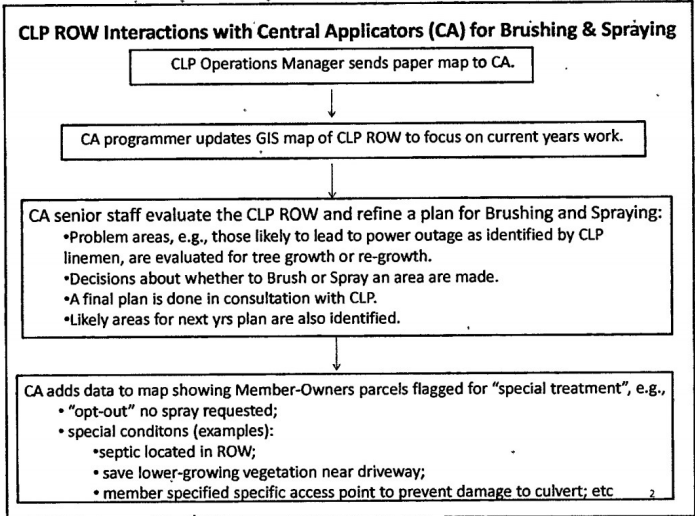 CLP ROW Interactions with Central Applicators (CA) for Brushing & Spraying
CLP Operations Manager sends paper map to CA.
CA programmer updates GIS map of CLP ROW to focus on current years work.
CA senior staff evaluate the CLP ROW and refine a plan for Brushing and Spraying:
•Problem areas, e.g., those likely to lead to power outage as identified by CLP
linemen, are evaluated for tree growth or re-growth.
•Decisions about whether to Brush or Spray an area are made.
•A final plan is done in consultation with CLP.
•Likely areas for next yrs plan are also identified.
CA adds data to map showing Member-Owners parcels flagged for “special treatment”, e.g.,
• “opt-out” no spray requested;
• special conditons (examples):
•septic located in ROW;
• save lower-growing vegetation near driveway;
• member specified specific access point to prevent damage to culvert; etc
2